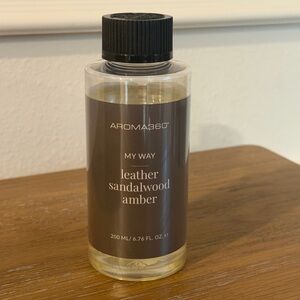 AROMA360®
MY WAY
leather
sandalwood
amber
200 ML/ 6.76 FL. OZ.